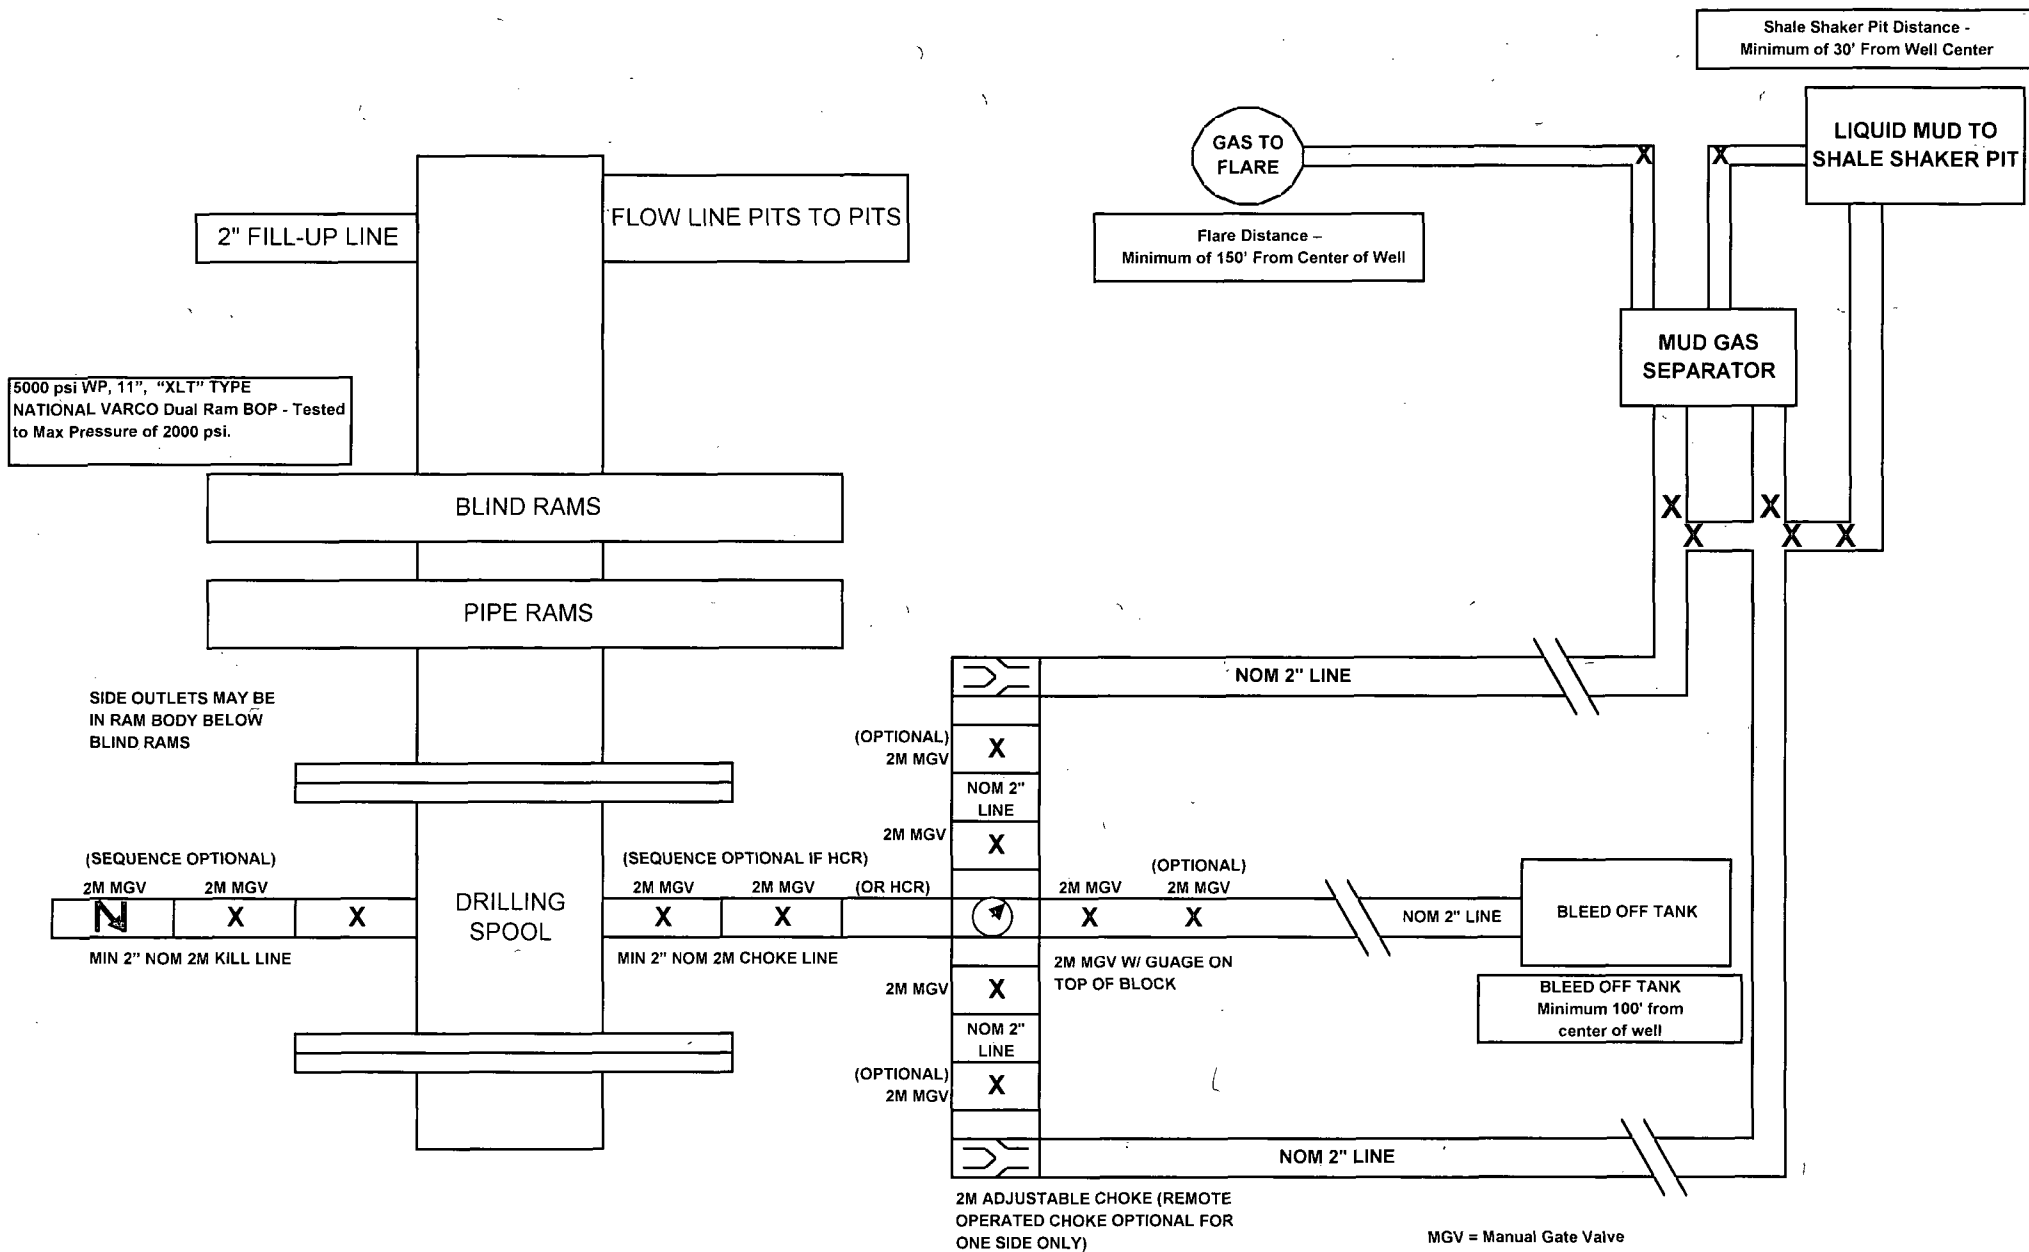 Shale Shaker Pit Distance -
Minimum of 30' From Well Center
GAS TO
FLARE
LIQUID MUD TO
SHALE SHAKER PIT
X
X
2" FILL-UP LINE
FLOW LINE PITS TO PITS
Flare Distance –
Minimum of 150' From Center of Well
MUD GAS
SEPARATOR
5000 psi WP, 11", "XLT" TYPE
NATIONAL VARCO Dual Ram BOP - Tested
to Max Pressure of 2000 psi.
BLIND RAMS
X
X
X
X
X
PIPE RAMS
SIDE OUTLETS MAY BE
IN RAM BODY BELOW
BLIND RAMS
NOM 2" LINE
(OPTIONAL)
2M MGV
X
NOM 2"
LINE
2M MGV
X
(SEQUENCE OPTIONAL)
2M MGV
2M MGV
N
X
X
MIN 2" NOM 2M KILL LINE
DRILLING
SPOOL
(SEQUENCE OPTIONAL IF HCR)
2M MGV
2M MGV
(OR HCR)
X
X
MIN 2" NOM 2M CHOKE LINE
(OPTIONAL)
2M MGV
2M MGV
X
X
NOM 2" LINE
BLEED OFF TANK
2M MGV W/ GUAGE ON
TOP OF BLOCK
BLEED OFF TANK
Minimum 100' from
center of well
2M MGV
X
NOM 2"
LINE
(OPTIONAL)
2M MGV
X
NOM 2" LINE
2M ADJUSTABLE CHOKE (REMOTE
OPERATED CHOKE OPTIONAL FOR
ONE SIDE ONLY)
MGV = Manual Gate Valve